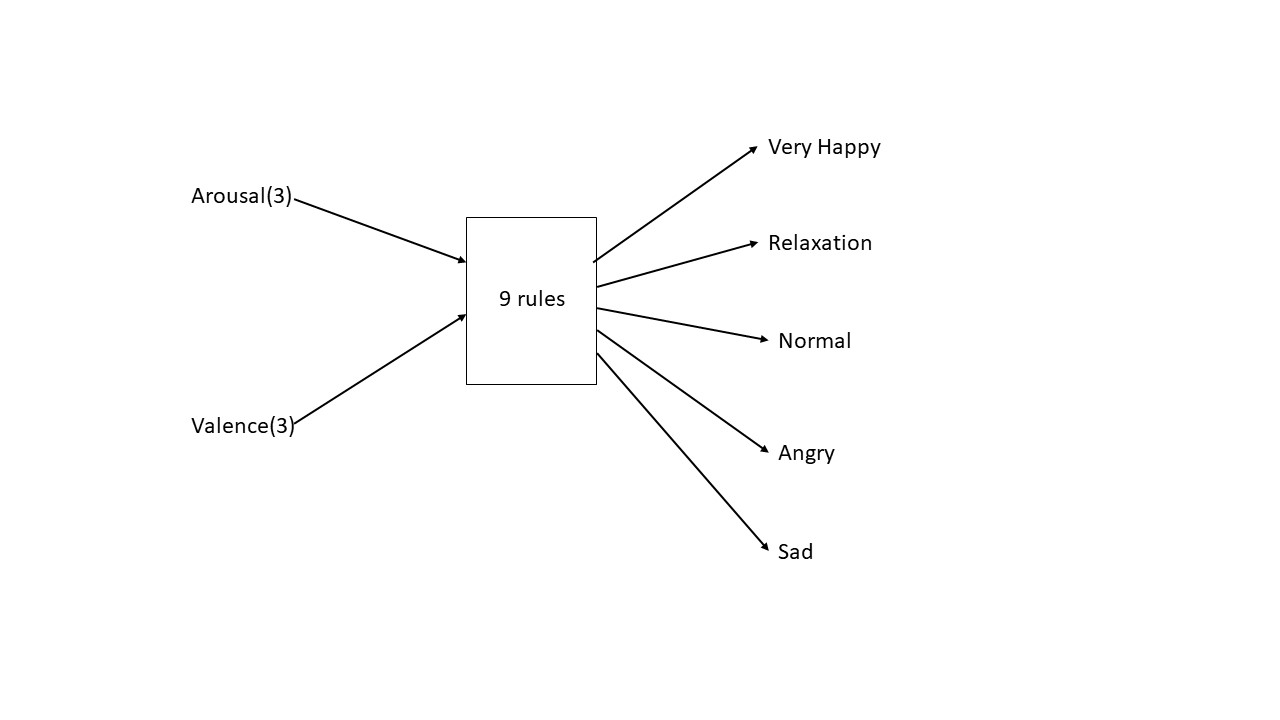 Arousal(3)
Valence(3)
9 rules
Very Happy
Relaxation
Normal
Angry
Sad